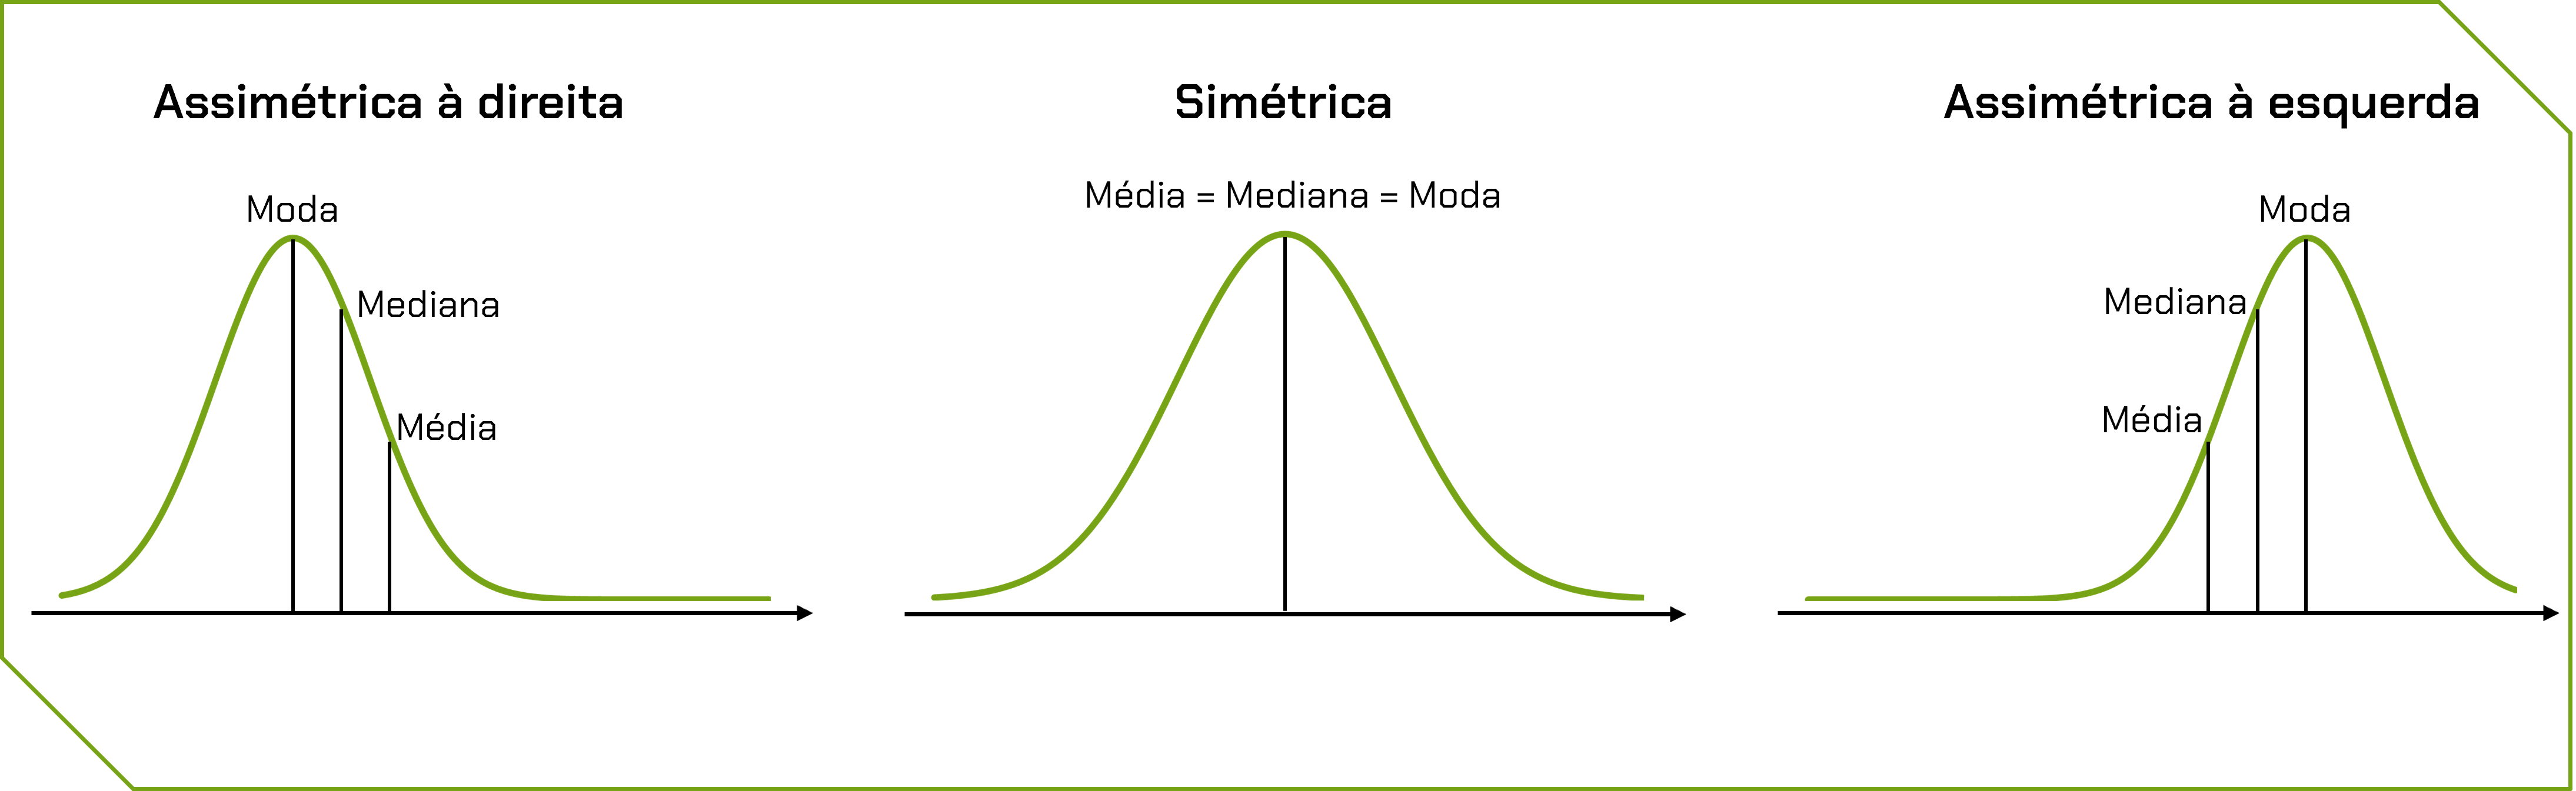 Assimétrica à direita
Moda
Mediana
Média
Simétrica
Média = Mediana = Moda
Assimétrica à esquerda
Moda
Mediana
Média